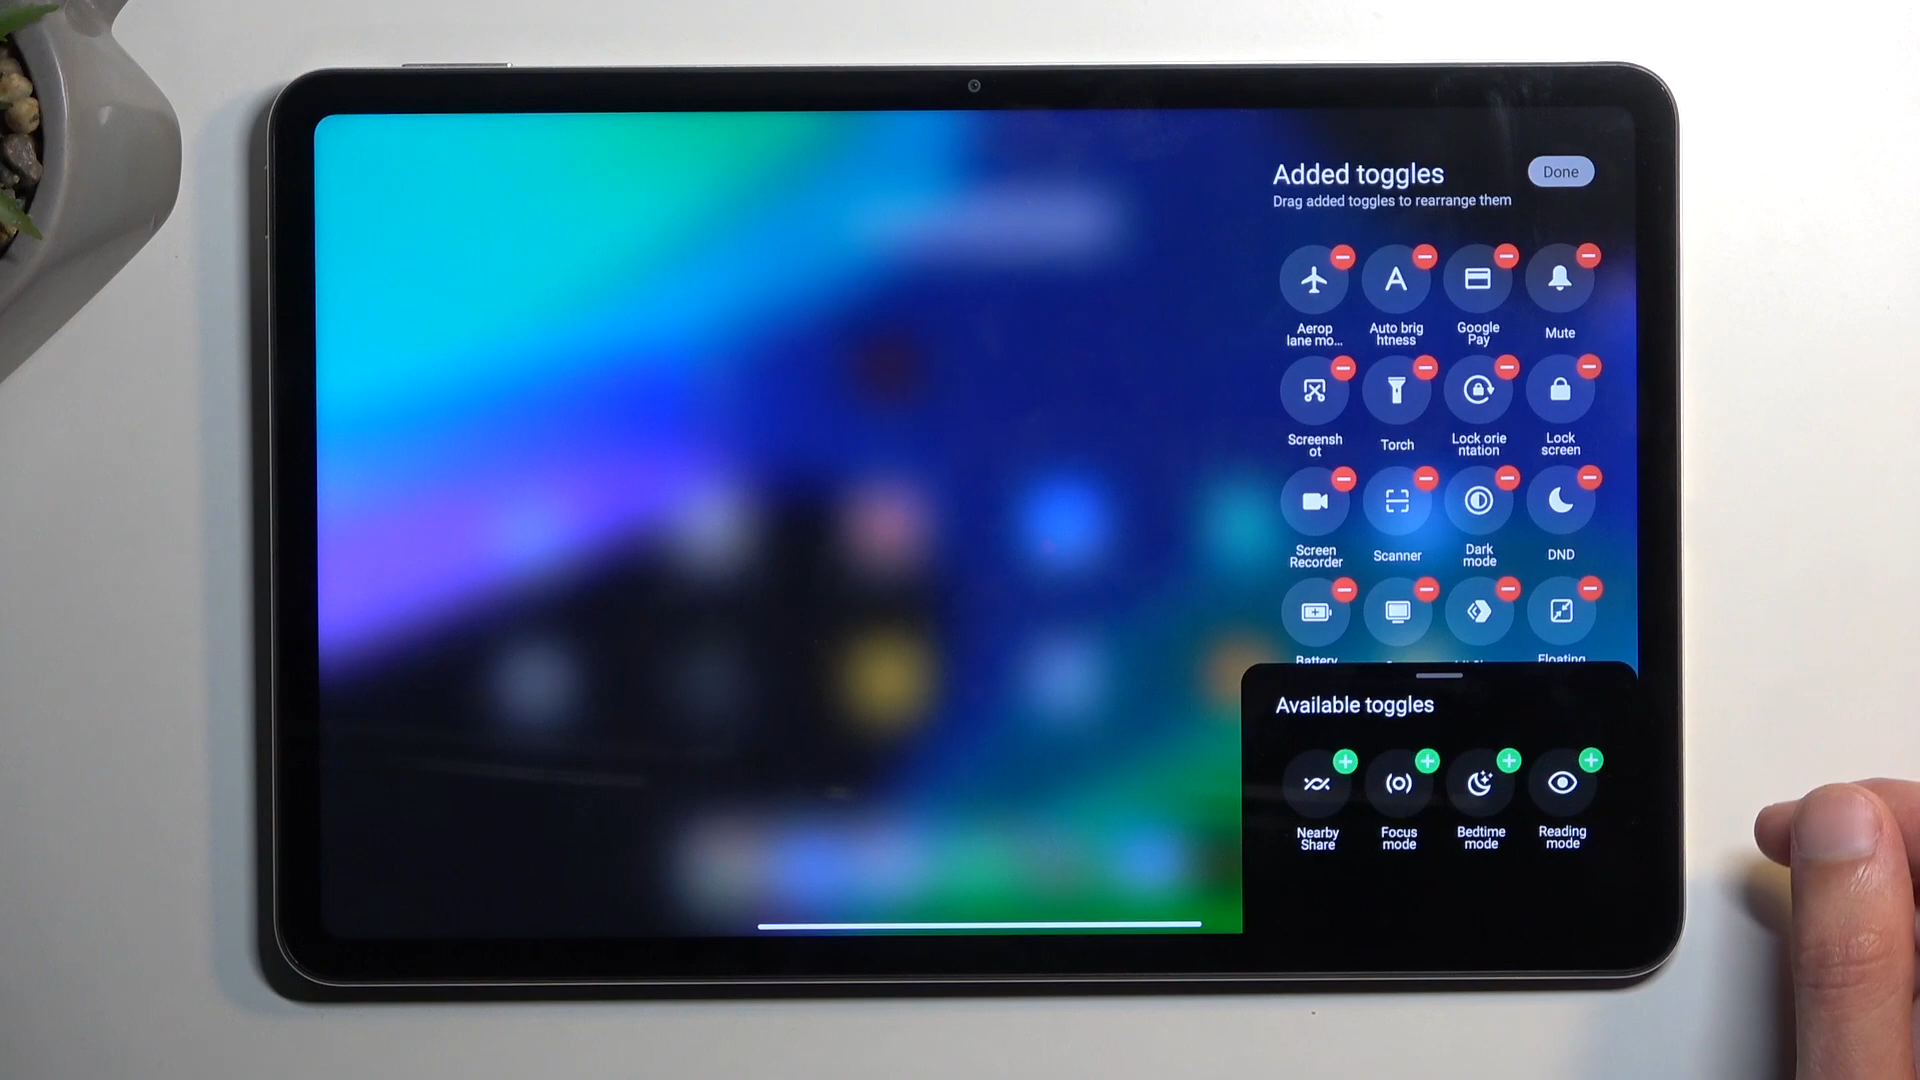 Added toggles
Done
Drag added toggles to rearrange them
Aerop
lane mo...
Auto brig
htness
Google
Pay
Mute
Screensh
ot
Torch
Lock orie
ntation
Lock
screen
Screen
Recorder
Scanner
Dark
mode
DND
Battery
Floating
Available toggles
Nearby
Share
Focus
mode
Bedtime
mode
Reading
mode